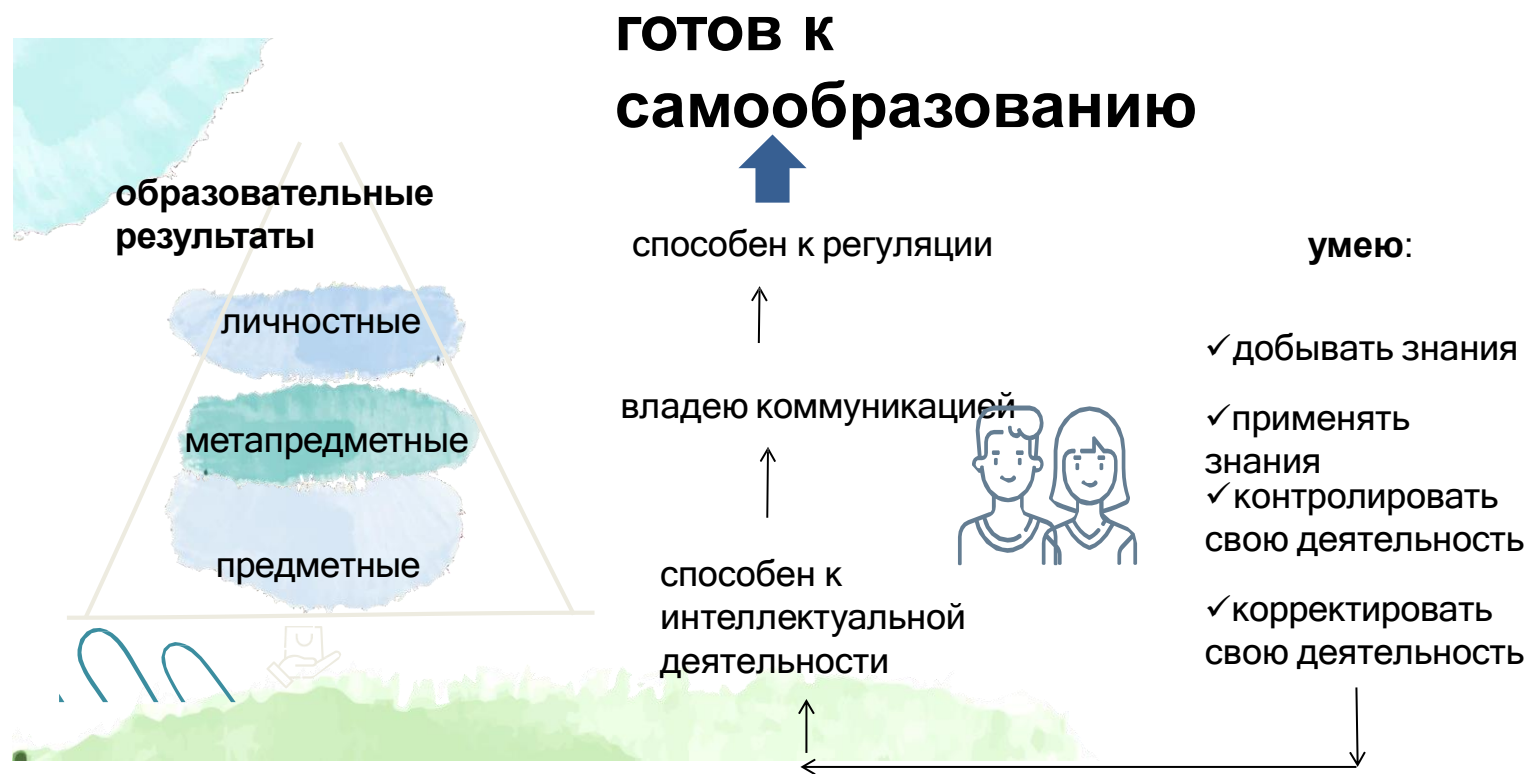 готов к
самообразованию
образовательные
результаты
личностные
метапредметные
предметные
способен к регуляции
владею коммуникацией
способен к
интеллектуальной
деятельности
умею:
✓добывать знания
✓применять
знания
✓контролировать
свою деятельность
✓корректировать
свою деятельность